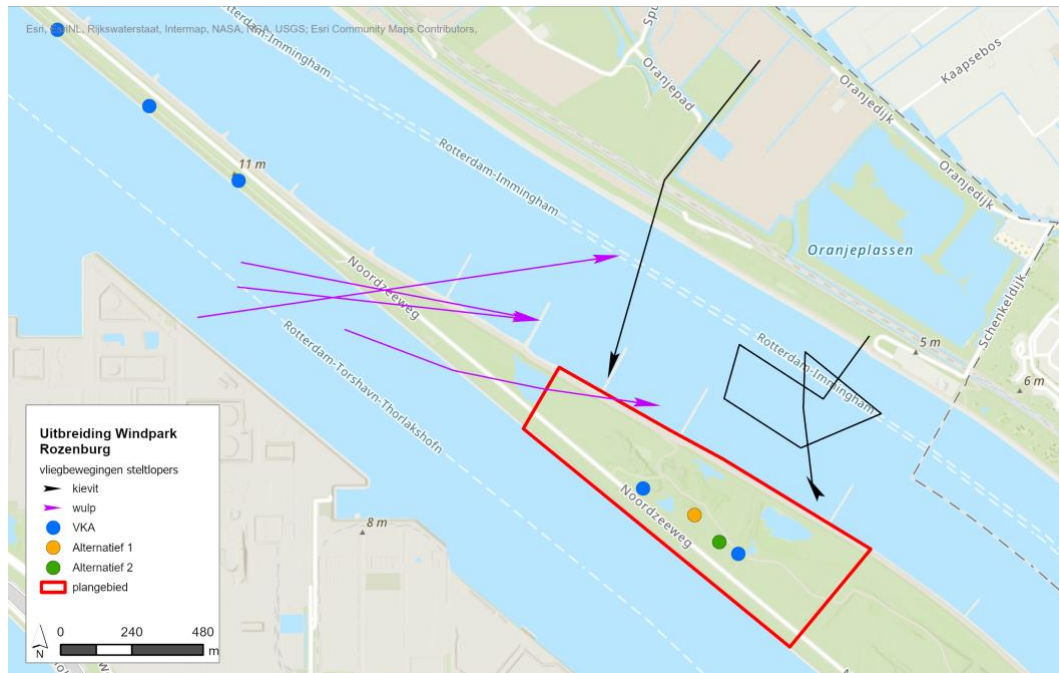 Esri, EsriNL, Rijkswaterstaat, Intermap, NASA, NGA, USGS; Esri Community Maps Contributors,
Rotterdam-Immingham
Oranjepad
Oranjedijk
Kaapsebos
Rotterdam-Immingham
11 m
Oranjedijk
Oranjeplassen
Noordzeeweg
Schenkeldijk
Rotterdam-Torshavn-Thorlakshofn
Rotterdam-Immingham
5 m
6 m
Noordzeeweg
8 m
Uitbreiding Windpark
Rozenburg
vliegbewegingen steltlopers
kievit
wulp
VKA
Alternatief 1
Alternatief 2
plangebied
0 240 480
m
N